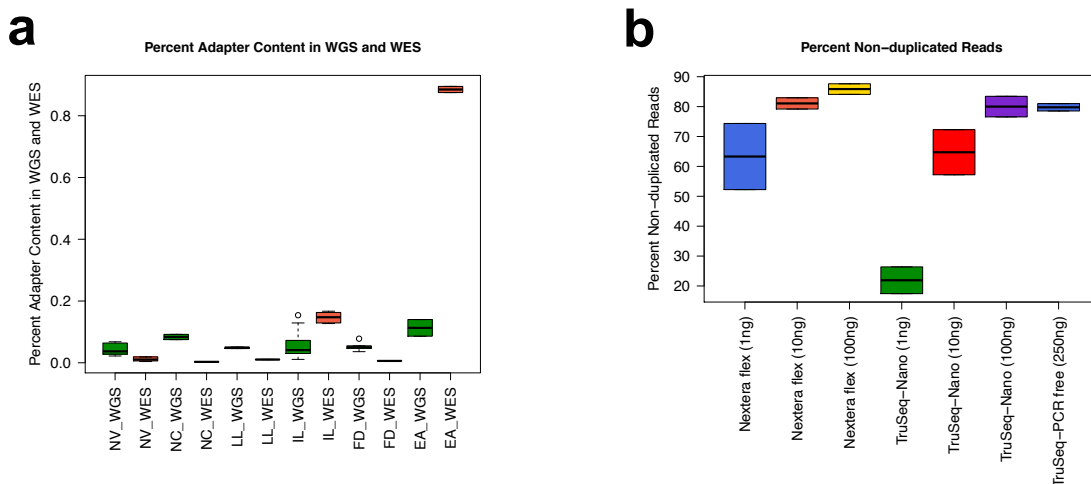 a
Percent Adapter Content in WGS and WES
Percent Adapter Content in WGS and WES
0.8
0.6
0.4
0.2
0.0
NV_WGS
NV_WES
NC_WGS
NC_WES
LL_WGS
LL_WES
IL_WGS
IL_WES
FD_WGS
FD_WES
EA_WGS
EA_WES
b
Percent Non−duplicated Reads
Percent Non−duplicated Reads
90
80
70
60
50
40
30
20
Nextera flex (1ng)
Nextera flex (10ng)
Nextera flex (100ng)
TruSeq−Nano (1ng)
TruSeq−Nano (10ng)
TruSeq−Nano (100ng)
TruSeq−PCR free (250ng)